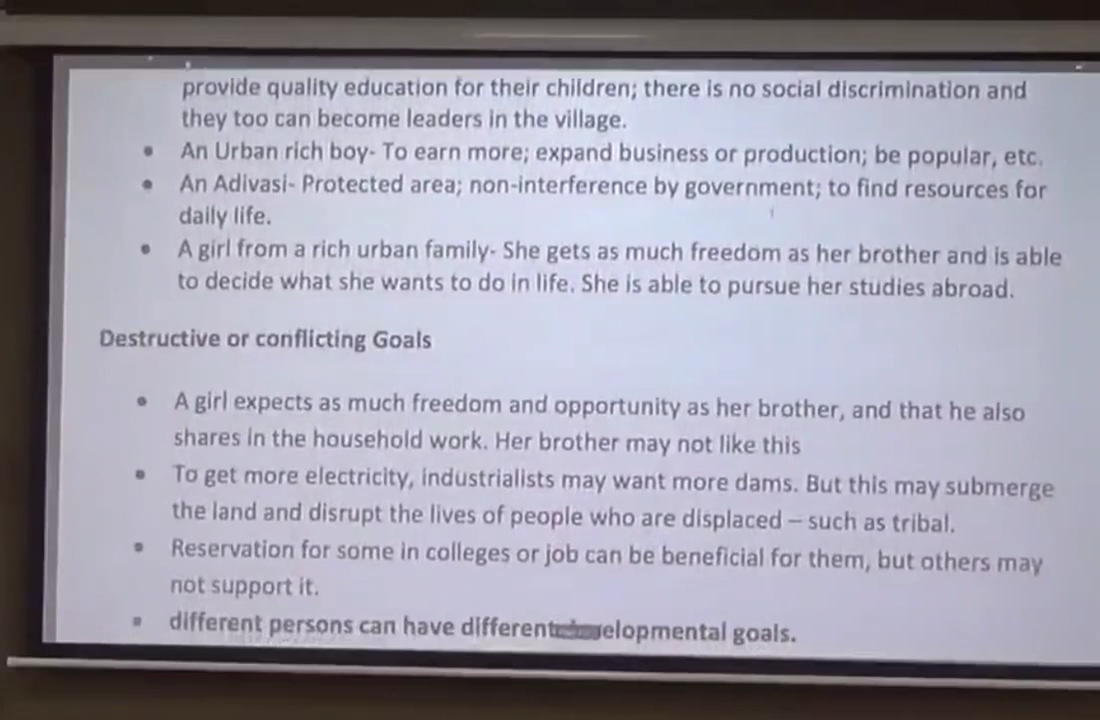 provide quality education for their children; there is no social discrimination and
they too can become leaders in the village.
• An Urban rich boy- To earn more; expand business or production; be popular, etc.
• An Adivasi- Protected area; non-interference by government; to find resources for
daily life.
• A girl from a rich urban family- She gets as much freedom as her brother and is able
to decide what she wants to do in life. She is able to pursue her studies abroad.
Destructive or conflicting Goals
• A girl expects as much freedom and opportunity as her brother, and that he also
shares in the household work. Her brother may not like this
• To get more electricity, industrialists may want more dams. But this may submerge
the land and disrupt the lives of people who are displaced – such as tribal.
• Reservation for some in colleges or job can be beneficial for them, but others may
not support it.
• different persons can have different goals.